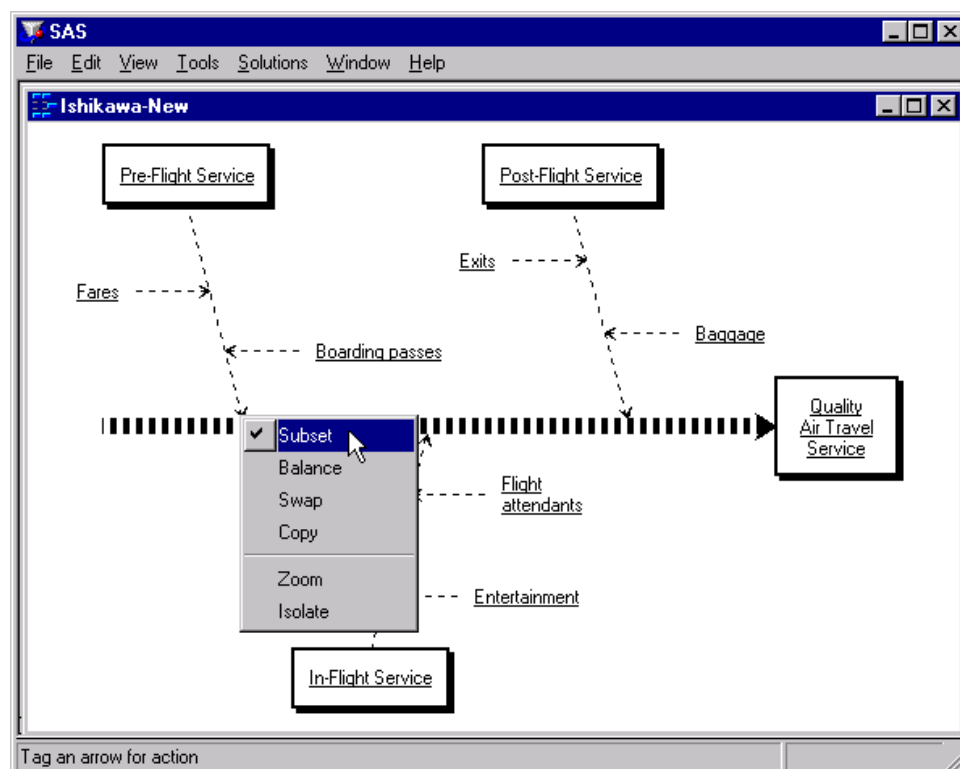 SAS
File Edit View Tools Solutions Window Help
Ishikawa-New
Pre-Flight Service
Post-Flight Service
Exits
Fares
Baggage
Boarding passes
Quality
Air Travel
Service
Subset
Balance
Swap
Copy
Zoom
Isolate
Flight
attendants
Entertainment
In-Flight Service
Tag an arrow for action